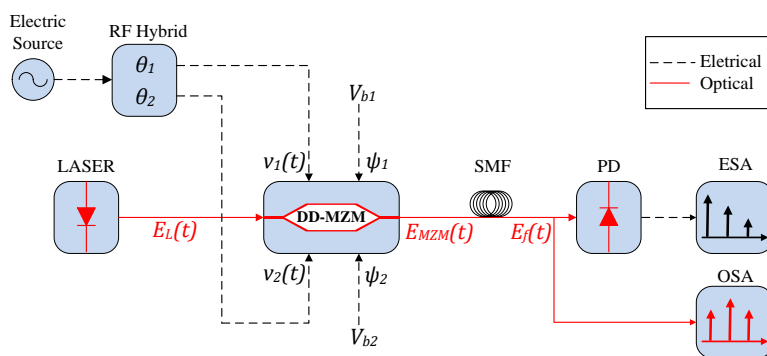 Electric
Source
RF Hybrid
θ1
θ2
Vb1
Eletrical
Optical
LASER
v1(t)
ψ1
SMF
PD
ESA
DD-MZM
EL(t)
EMZM(t)
Ef(t)
v2(t)
ψ2
OSA
Vb2